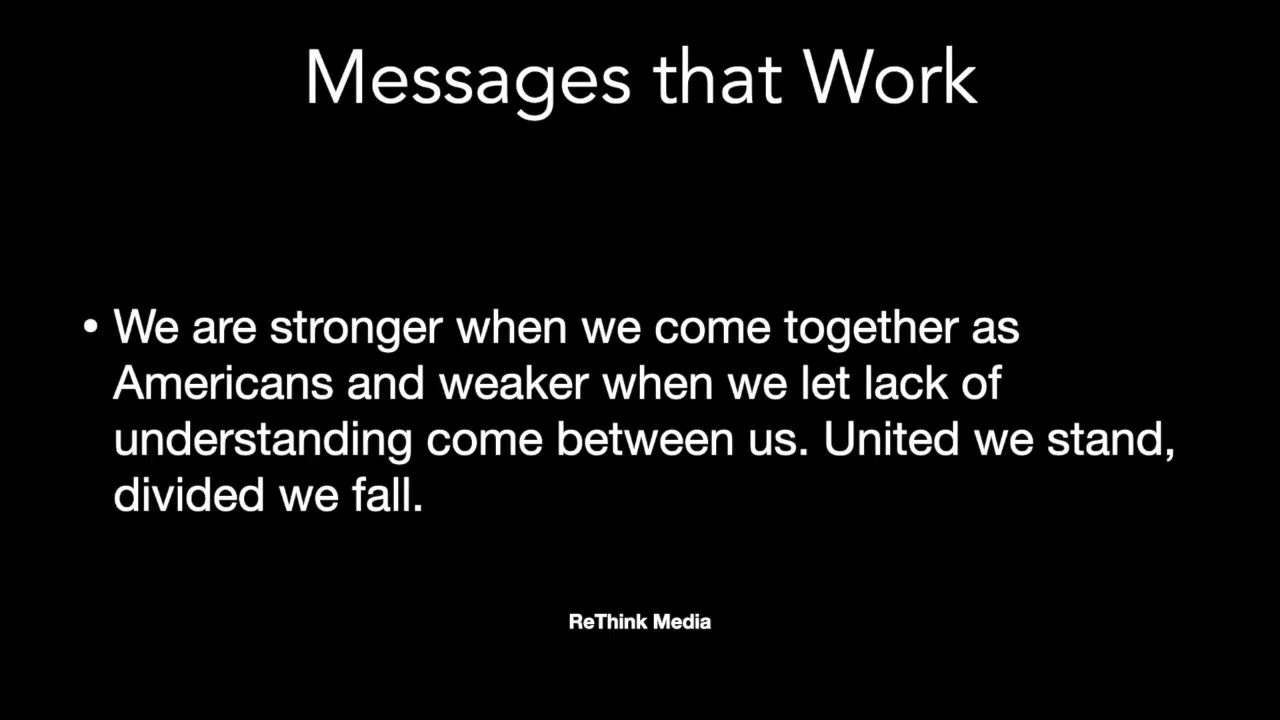 Messages that Work
• We are stronger when we come together as
Americans and weaker when we let lack of
understanding come between us. United we stand,
divided we fall.
ReThink Media